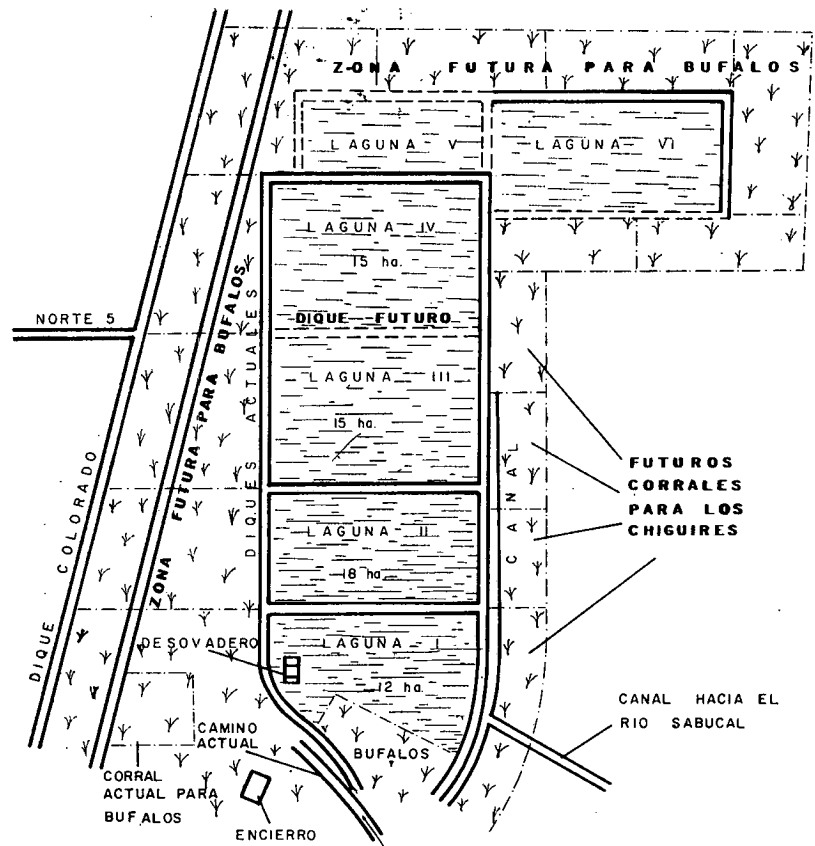 ZONA FUTURA PARA BUFALOS
LAGUNA V
LAGUNA VI
LAGUNA IV
15 ha.
NORTE 5
DIQUE FUTURO
LAGUNA III
15 ha.
DIQUE COLORADO
ZONA FUTURA PARA BUFALOS
DIQUES ACTUALES
CANAL
FUTUROS
CORRALES
PARA LOS
CHIGUIRES
LAGUNA II
18 ha.
DESOVADERO
LAGUNA I
12 ha.
CANAL HACIA EL
RIO SABUCAL
CAMINO
ACTUAL
BUFALOS
CORRAL
ACTUAL PARA
BUFALOS
ENCIERRO